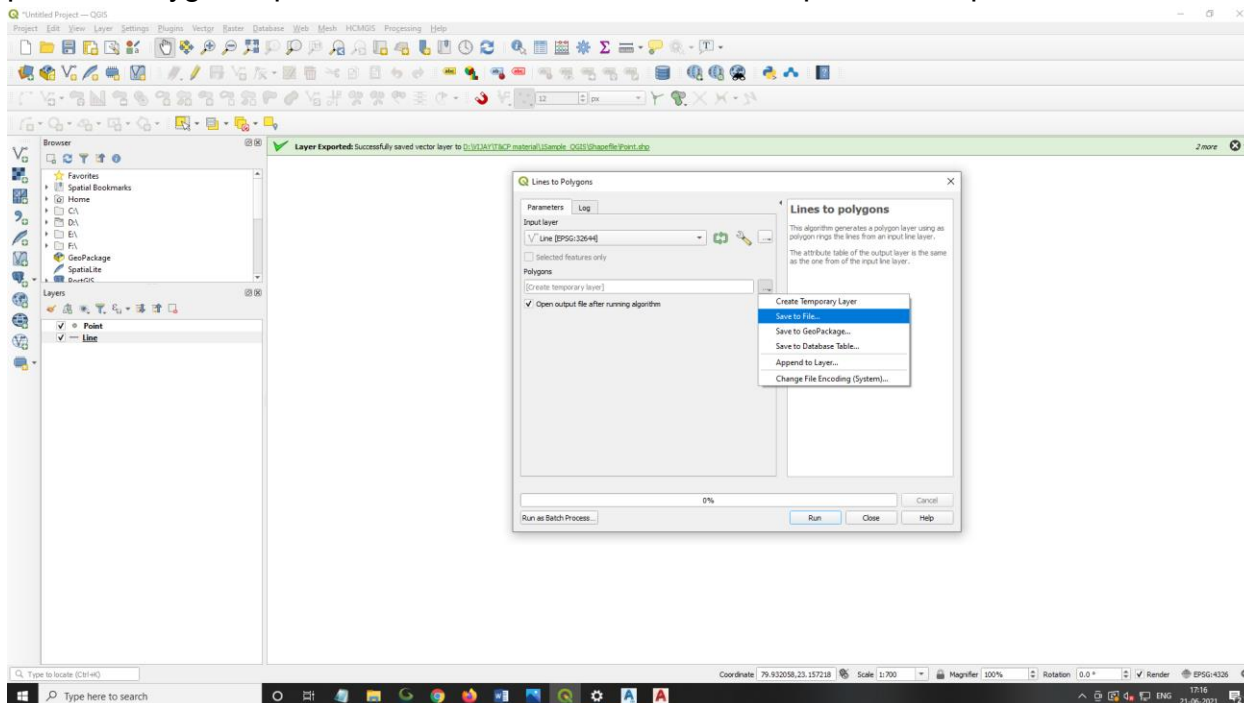 "Untitled Project — QGIS
Project Edit View Layer Settings Plugins Vector Raster Database Web Mesh HCMGIS Processing Help
12 px
Browser
Layer Exported: Successfully saved vector layer to D:\VIJAY\T&CP material\1Sample_QGIS\Shapefile\Point.shp
2 more
Favorites
Spatial Bookmarks
Home
C:\
D:\
E:\
F:\
GeoPackage
SpatiaLite
PostGIS
Layers
Point
Line
Lines to Polygons
Parameters Log
Input layer
Line [EPSG:32644]
Selected features only
Polygons
[Create temporary layer]
Open output file after running algorithm
Lines to polygons
This algorithm generates a polygon layer using as
polygon rings the lines from an input line layer.
The attribute table of the output layer is the same
as the one from of the input line layer.
Create Temporary Layer
Save to File...
Save to GeoPackage...
Save to Database Table...
Append to Layer...
Change File Encoding (System)...
0%
Cancel
Run as Batch Process...
Run Close Help
Type to locate (Ctrl+K)
Coordinate 79.932058,23.157218 Scale 1:700 Magnifier 100% Rotation 0.0 ° Render EPSG:4326
Type here to search
ENG
17:16
21-06-2021